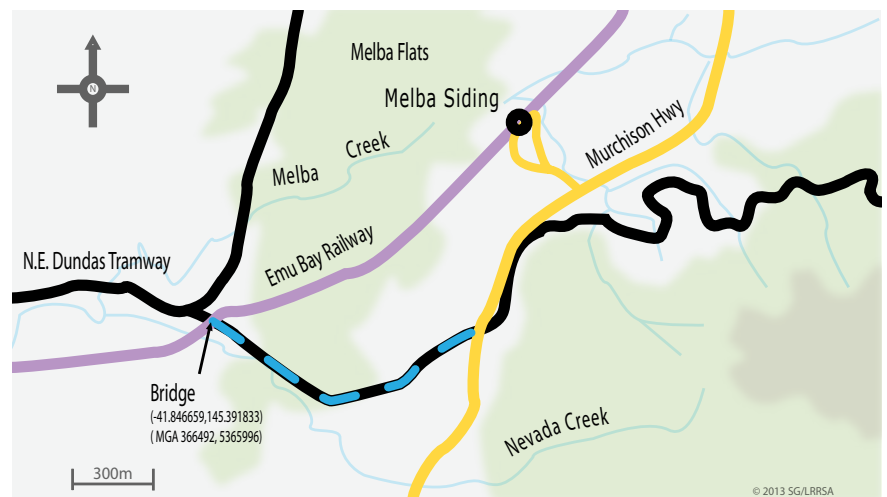 Melba Flats
N
Melba Siding
Murchison Hwy
Melba Creek
Emu Bay Railway
N.E. Dundas Tramway
Bridge
(-41.846659,145.391833)
( MGA 366492, 5365996)
Nevada Creek
300m
© 2013 SG/LRRSA